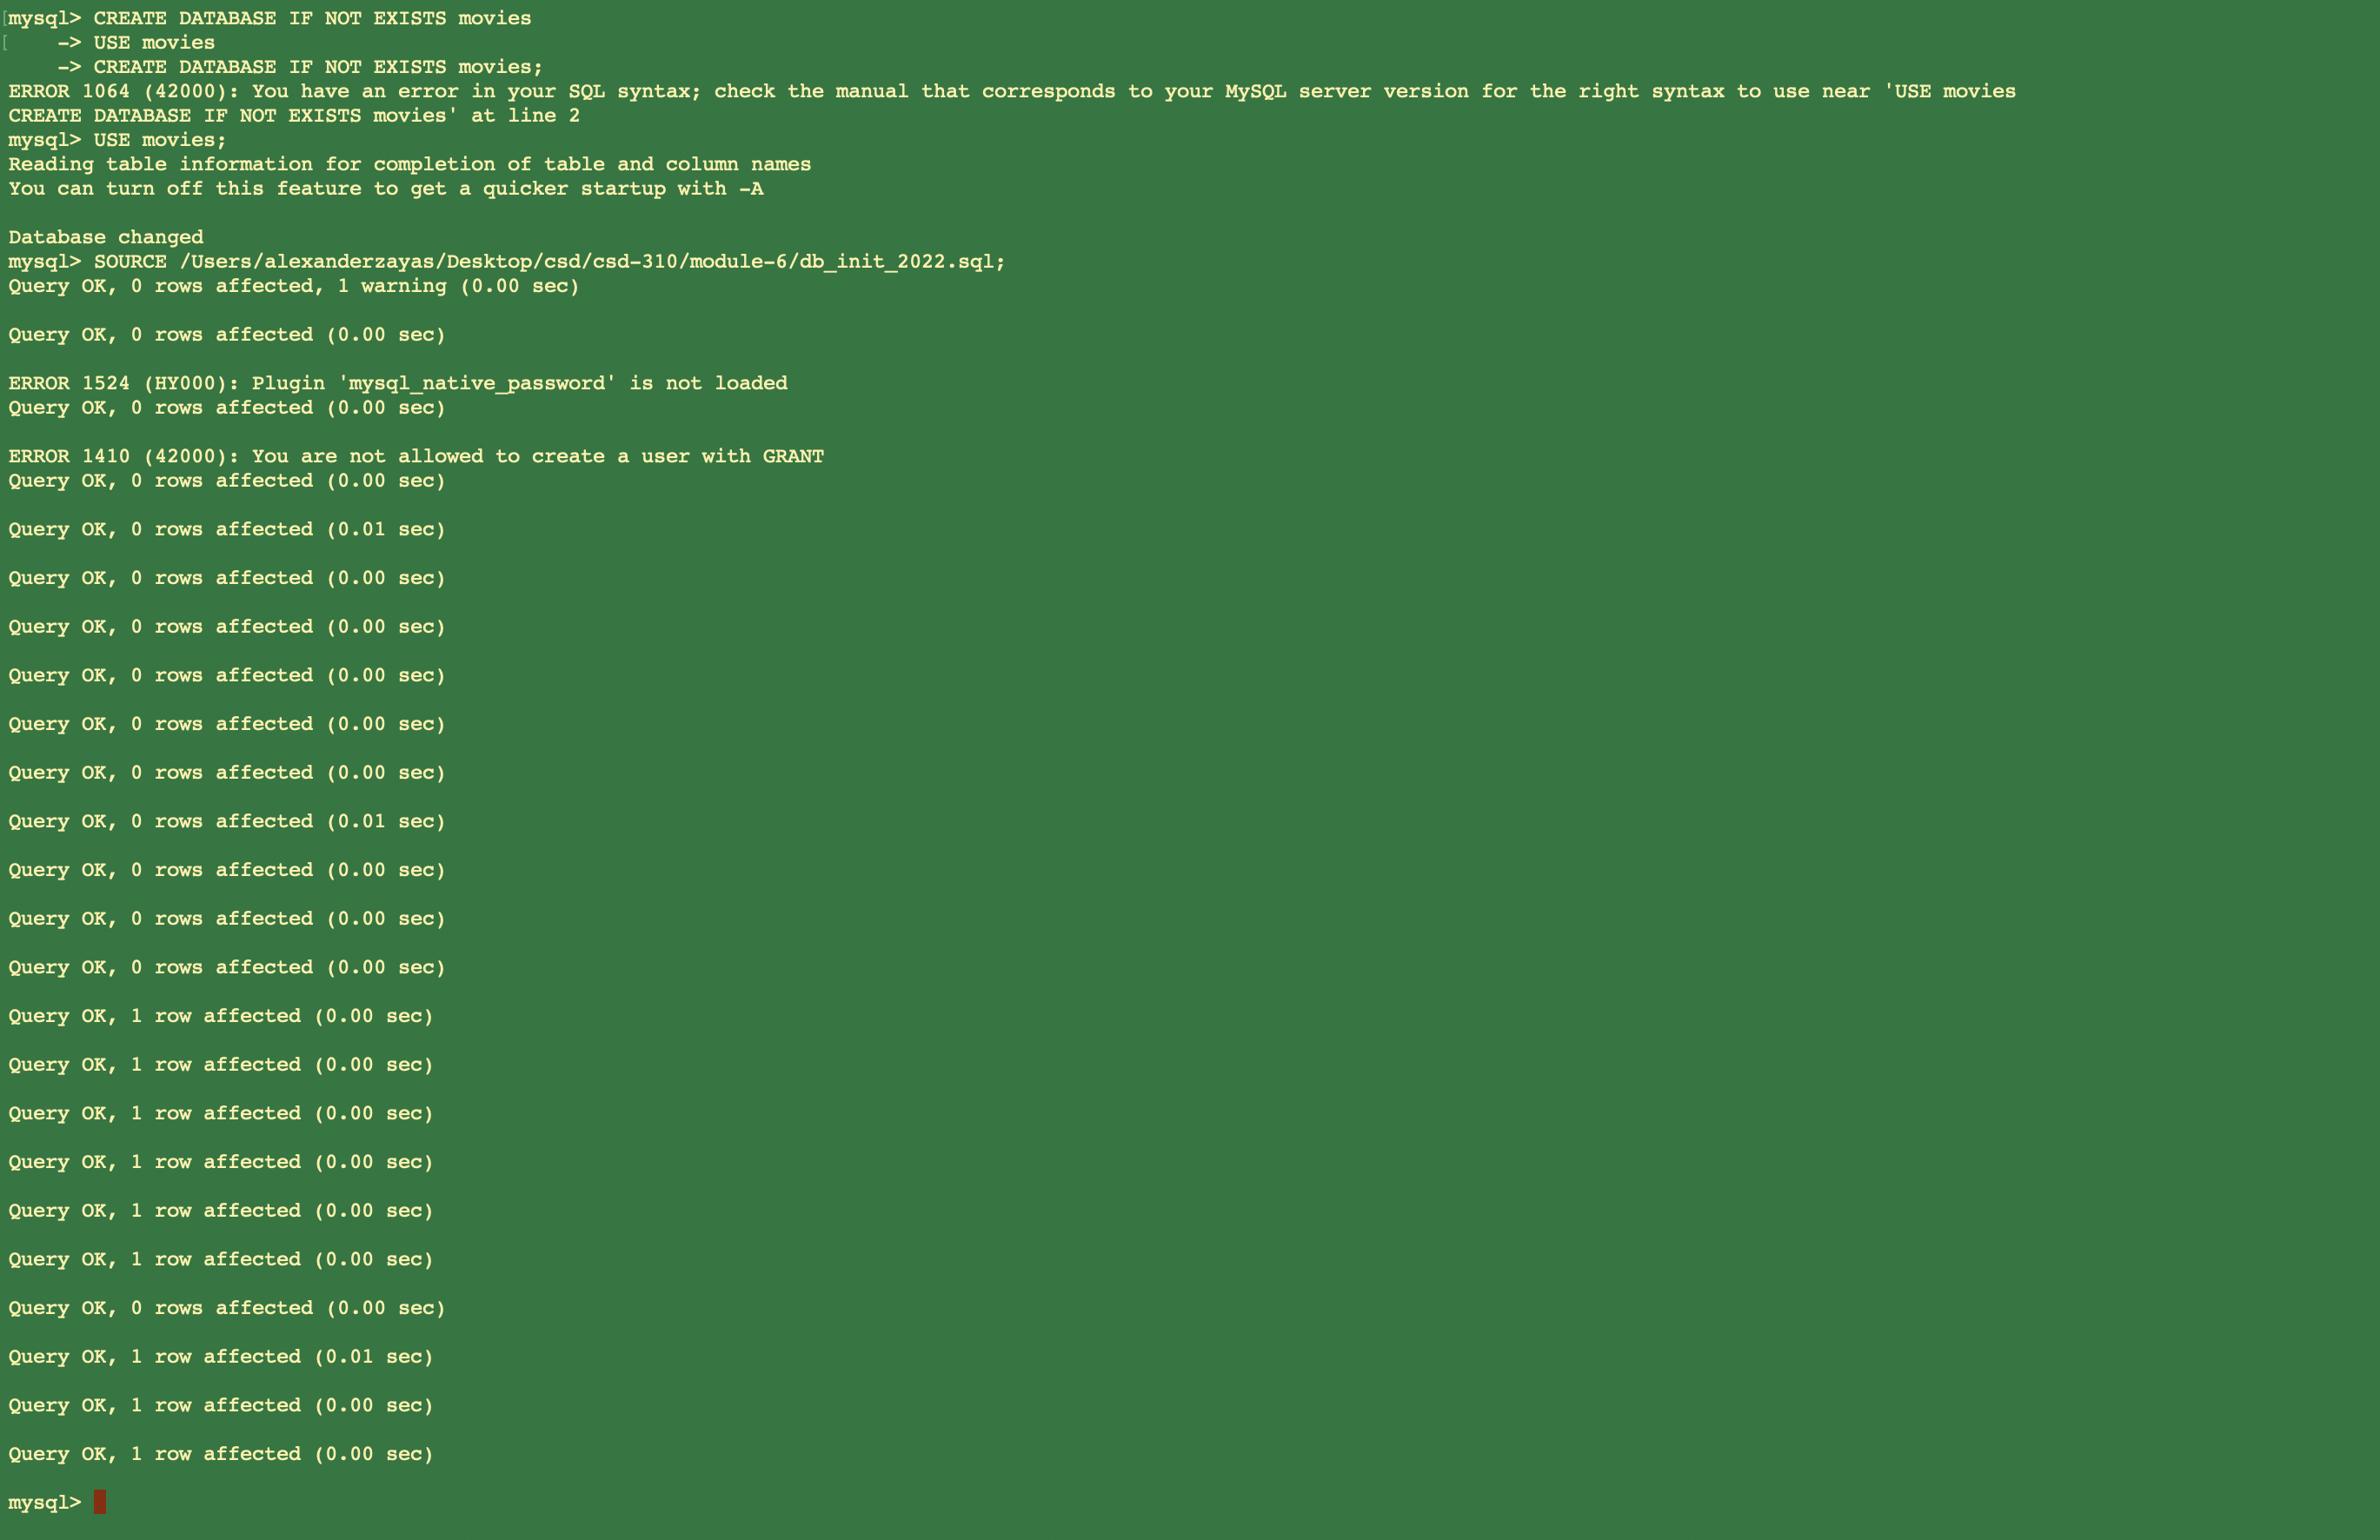 mysql> CREATE DATABASE IF NOT EXISTS movies
    -> USE movies
    -> CREATE DATABASE IF NOT EXISTS movies;
ERROR 1064 (42000): You have an error in your SQL syntax; check the manual that corresponds to your MySQL server version for the right syntax to use near 'USE movies
CREATE DATABASE IF NOT EXISTS movies' at line 2
mysql> USE movies;
Reading table information for completion of table and column names
You can turn off this feature to get a quicker startup with -A
Database changed
mysql> SOURCE /Users/alexanderzayas/Desktop/csd/csd-310/module-6/db_init_2022.sql;
Query OK, 0 rows affected, 1 warning (0.00 sec)
Query OK, 0 rows affected (0.00 sec)
ERROR 1524 (HY000): Plugin 'mysql_native_password' is not loaded
Query OK, 0 rows affected (0.00 sec)
ERROR 1410 (42000): You are not allowed to create a user with GRANT
Query OK, 0 rows affected (0.00 sec)
Query OK, 0 rows affected (0.01 sec)
Query OK, 0 rows affected (0.00 sec)
Query OK, 0 rows affected (0.00 sec)
Query OK, 0 rows affected (0.00 sec)
Query OK, 0 rows affected (0.00 sec)
Query OK, 0 rows affected (0.00 sec)
Query OK, 0 rows affected (0.01 sec)
Query OK, 0 rows affected (0.00 sec)
Query OK, 0 rows affected (0.00 sec)
Query OK, 0 rows affected (0.00 sec)
Query OK, 1 row affected (0.00 sec)
Query OK, 1 row affected (0.00 sec)
Query OK, 1 row affected (0.00 sec)
Query OK, 1 row affected (0.00 sec)
Query OK, 1 row affected (0.00 sec)
Query OK, 1 row affected (0.00 sec)
Query OK, 0 rows affected (0.00 sec)
Query OK, 1 row affected (0.01 sec)
Query OK, 1 row affected (0.00 sec)
Query OK, 1 row affected (0.00 sec)
mysql>